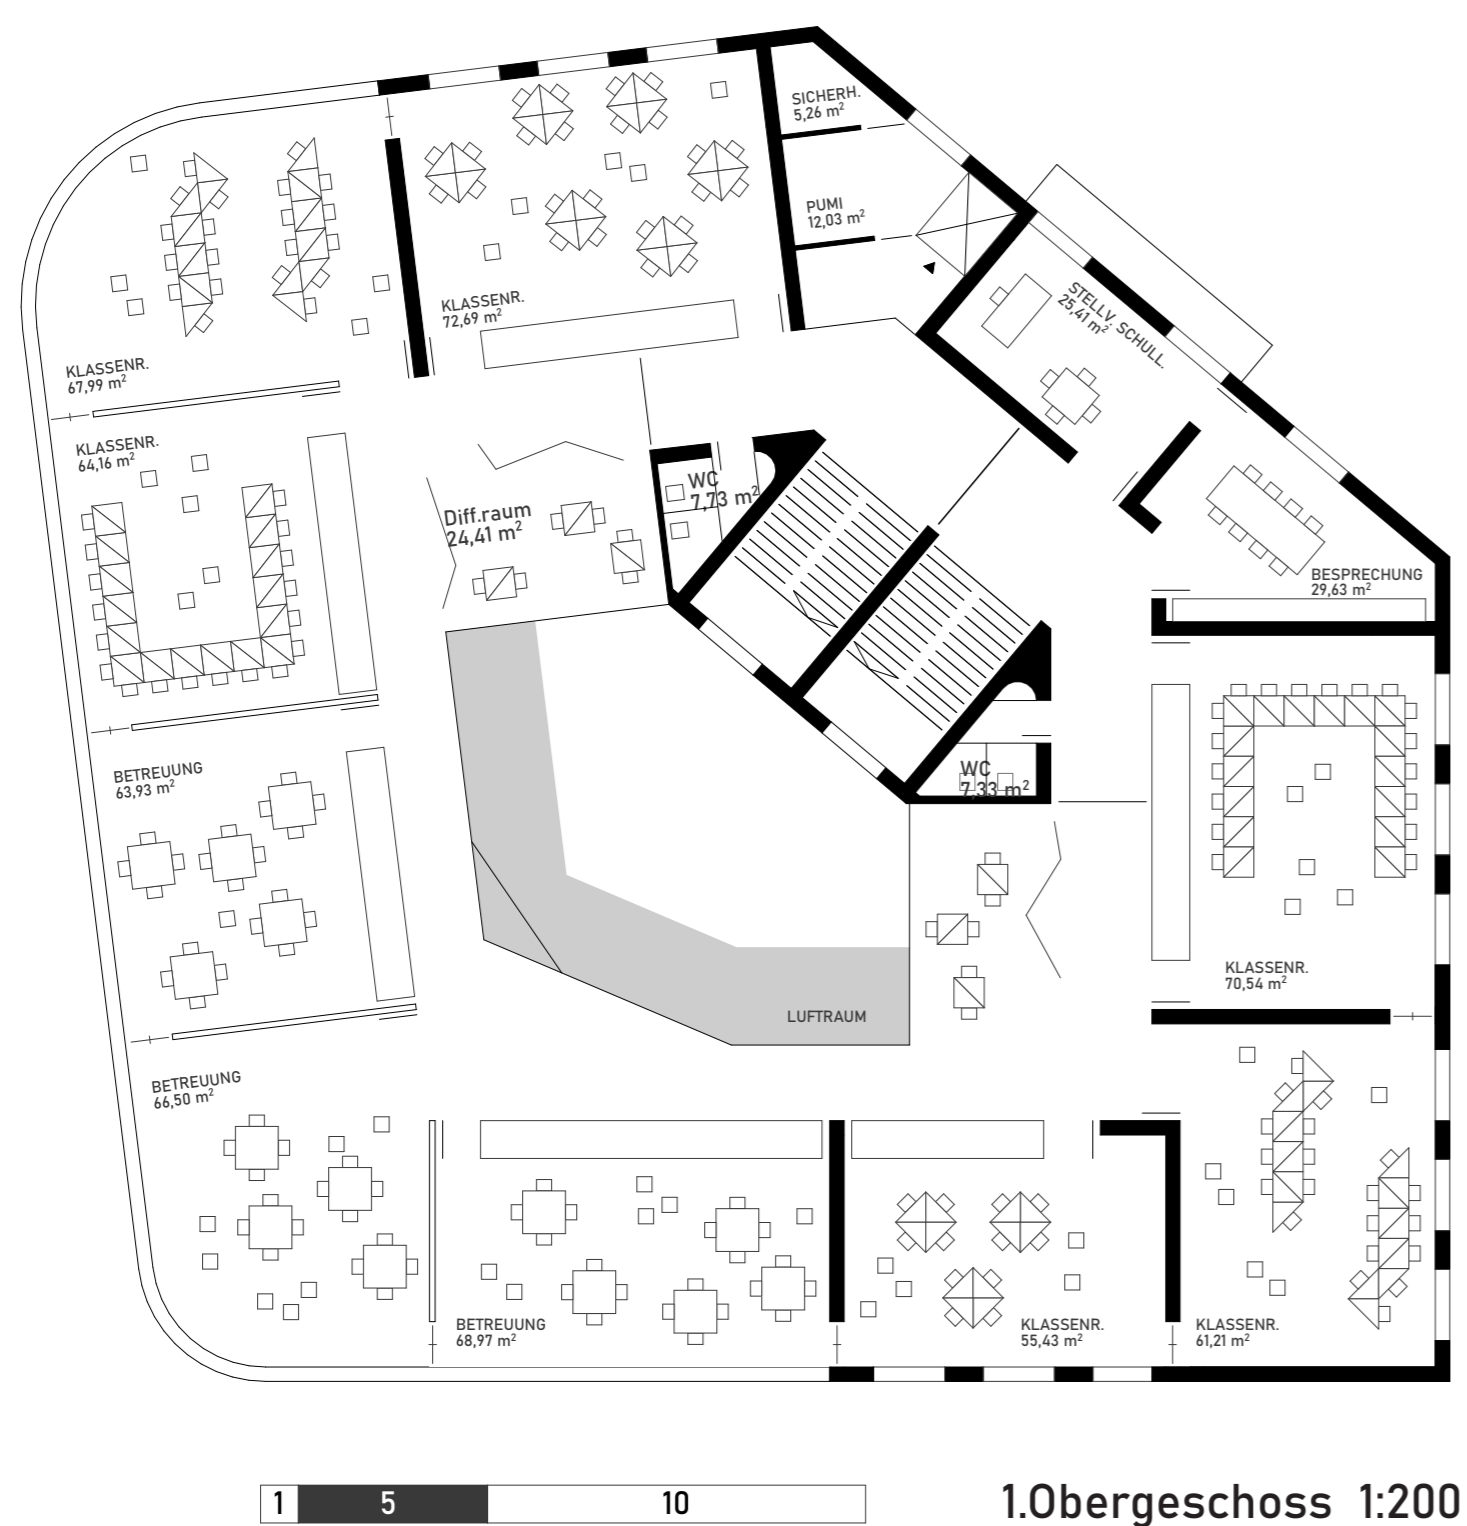 SICHERH.
5,26 m²
PUMI
12,03 m²
KLASSENR.
72,69 m²
STELLV. SCHULL.
25,41 m²
KLASSENR.
67,99 m²
KLASSENR.
64,16 m²
WC
7,73 m²
Diff.raum
24,41 m²
BESPRECHUNG
29,63 m²
BETREUUNG
63,93 m²
WC
7,33 m²
KLASSENR.
70,54 m²
LUFTRAUM
BETREUUNG
66,50 m²
BETREUUNG
68,97 m²
KLASSENR.
55,43 m²
KLASSENR.
61,21 m²
1 5 10
1.Obergeschoss 1:200